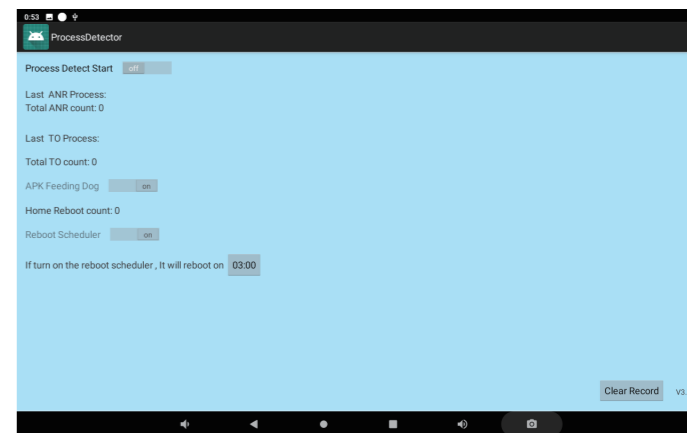 0:53
ProcessDetector
Process Detect Start off
Last ANR Process:
Total ANR count: 0
Last TO Process:
Total TO count: 0
APK Feeding Dog on
Home Reboot count: 0
Reboot Scheduler on
If turn on the reboot scheduler , It will reboot on 03:00
Clear Record V3.